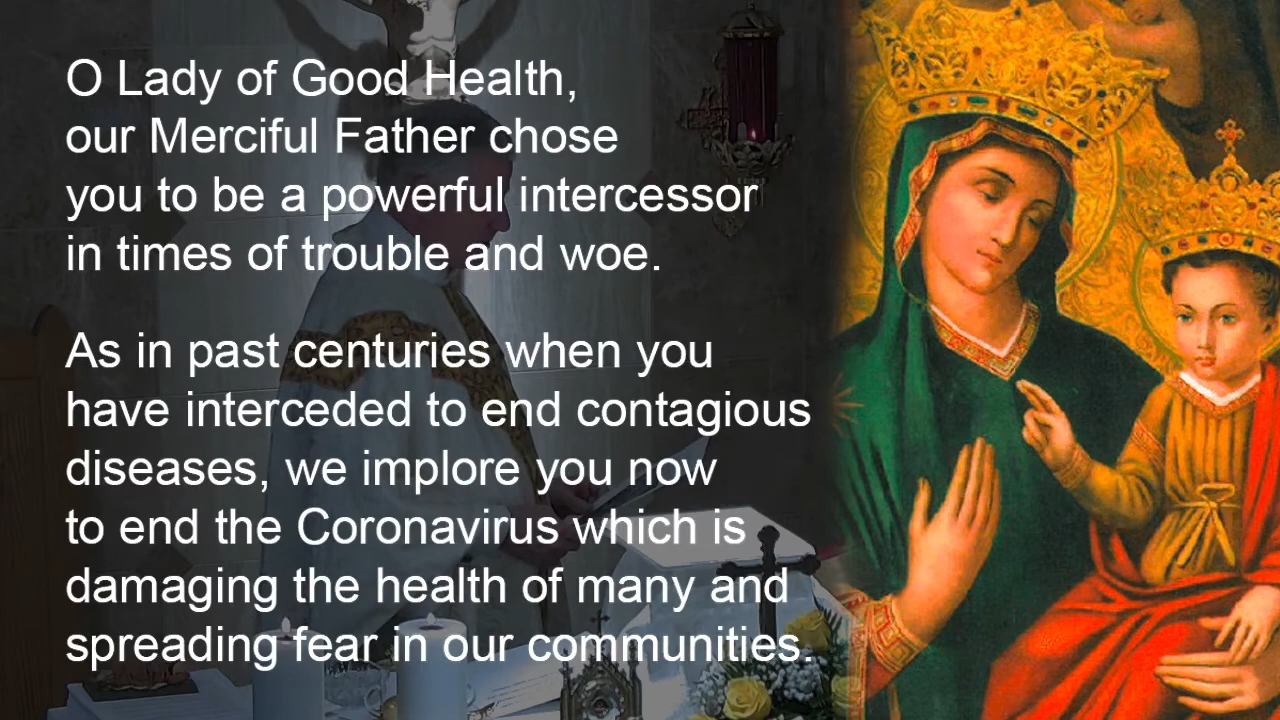 O Lady of Good Health,
our Merciful Father chose
you to be a powerful intercessor
in times of trouble and woe.
As in past centuries when you
have interceded to end contagious
diseases, we implore you now
to end the Coronavirus which is
damaging the health of many and
spreading fear in our communities.